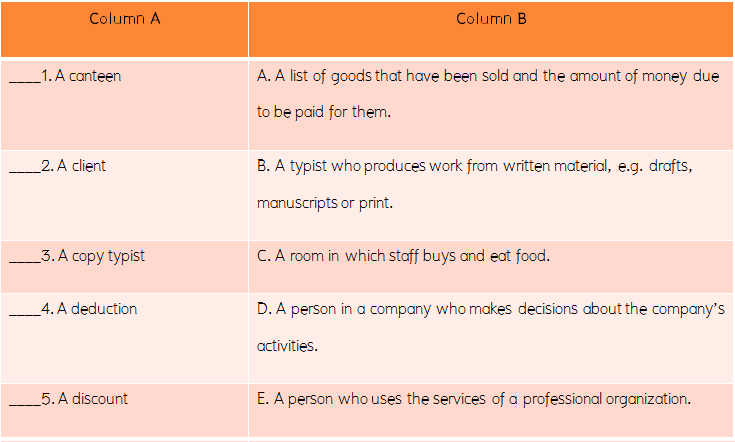 Column A
Column B
____1. A canteen
A. A list of goods that have been sold and the amount of money due
to be paid for them.
____2. A client
B. A typist who produces work from written material, e.g. drafts,
manuscripts or print.
____3. A copy typist
C. A room in which staff buys and eat food.
____4. A deduction
D. A person in a company who makes decisions about the company's
activities.
____5. A discount
E. A person who uses the services of a professional organization.